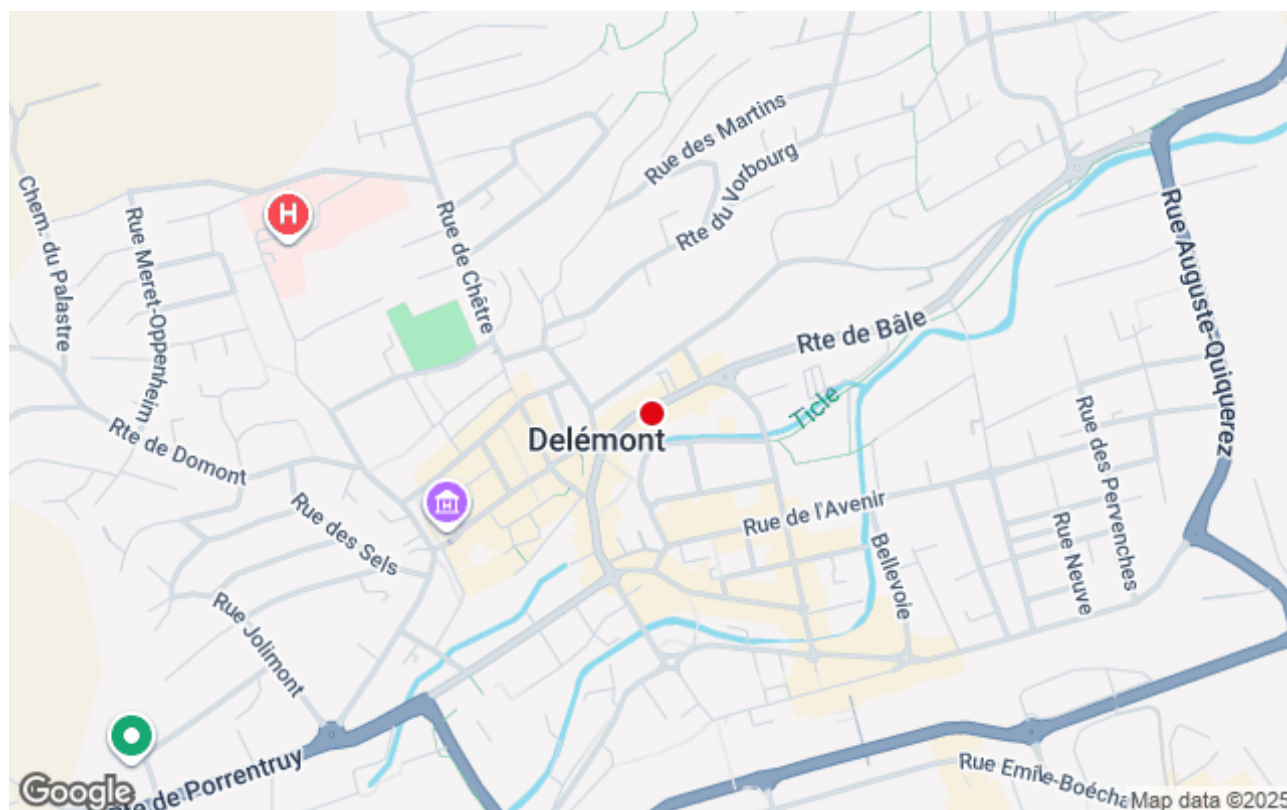 Rue des Martins
Rte du Vorbourg
Chem. du Palastre
Rue Meret-Oppenheim
H
Rue de Chêtre
Rue Auguste-Quiquerez
Rte de Bâle
Ticle
Delémont
Rte de Domont
Rue des Sels
Rue de l'Avenir
Bellevoie
Rue des Pervenches
Rue Neuve
Rue Jolimont
de Porrentruy
Rue Emile-Boécha
Google
Map data ©2025